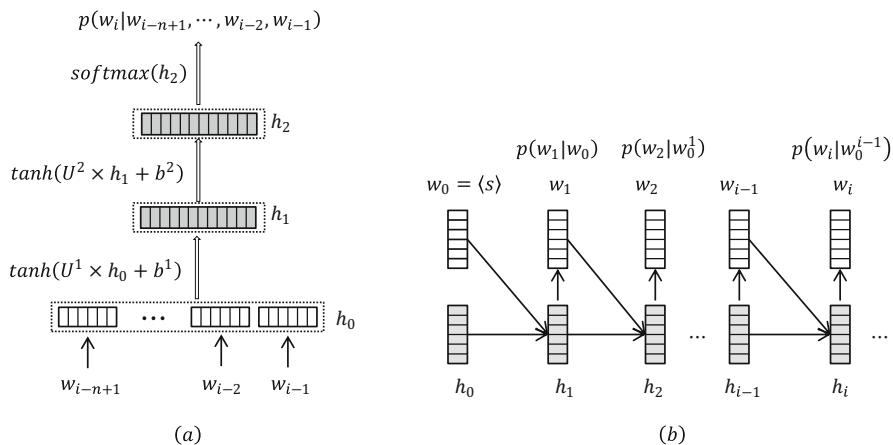 p(w_{i−n+1}, ⋯, w_{i−2}, w_{i−1})
softmax(h_2)
h_2
tanh(U^2 × h_1 + b^2)
h_1
tanh(U^1 × h_0 + b^1)
⋯
h_0
w_{i−n+1} w_{i−2} w_{i−1}
(a)
p(w_1|w_0) p(w_2|w_0^1) p(w_i|w_0^{i−1})
w_0 = ⟨s⟩ w_1 w_2 w_{i−1} w_i
⋯ ⋯
h_0 h_1 h_2 h_{i−1} h_i
(b)